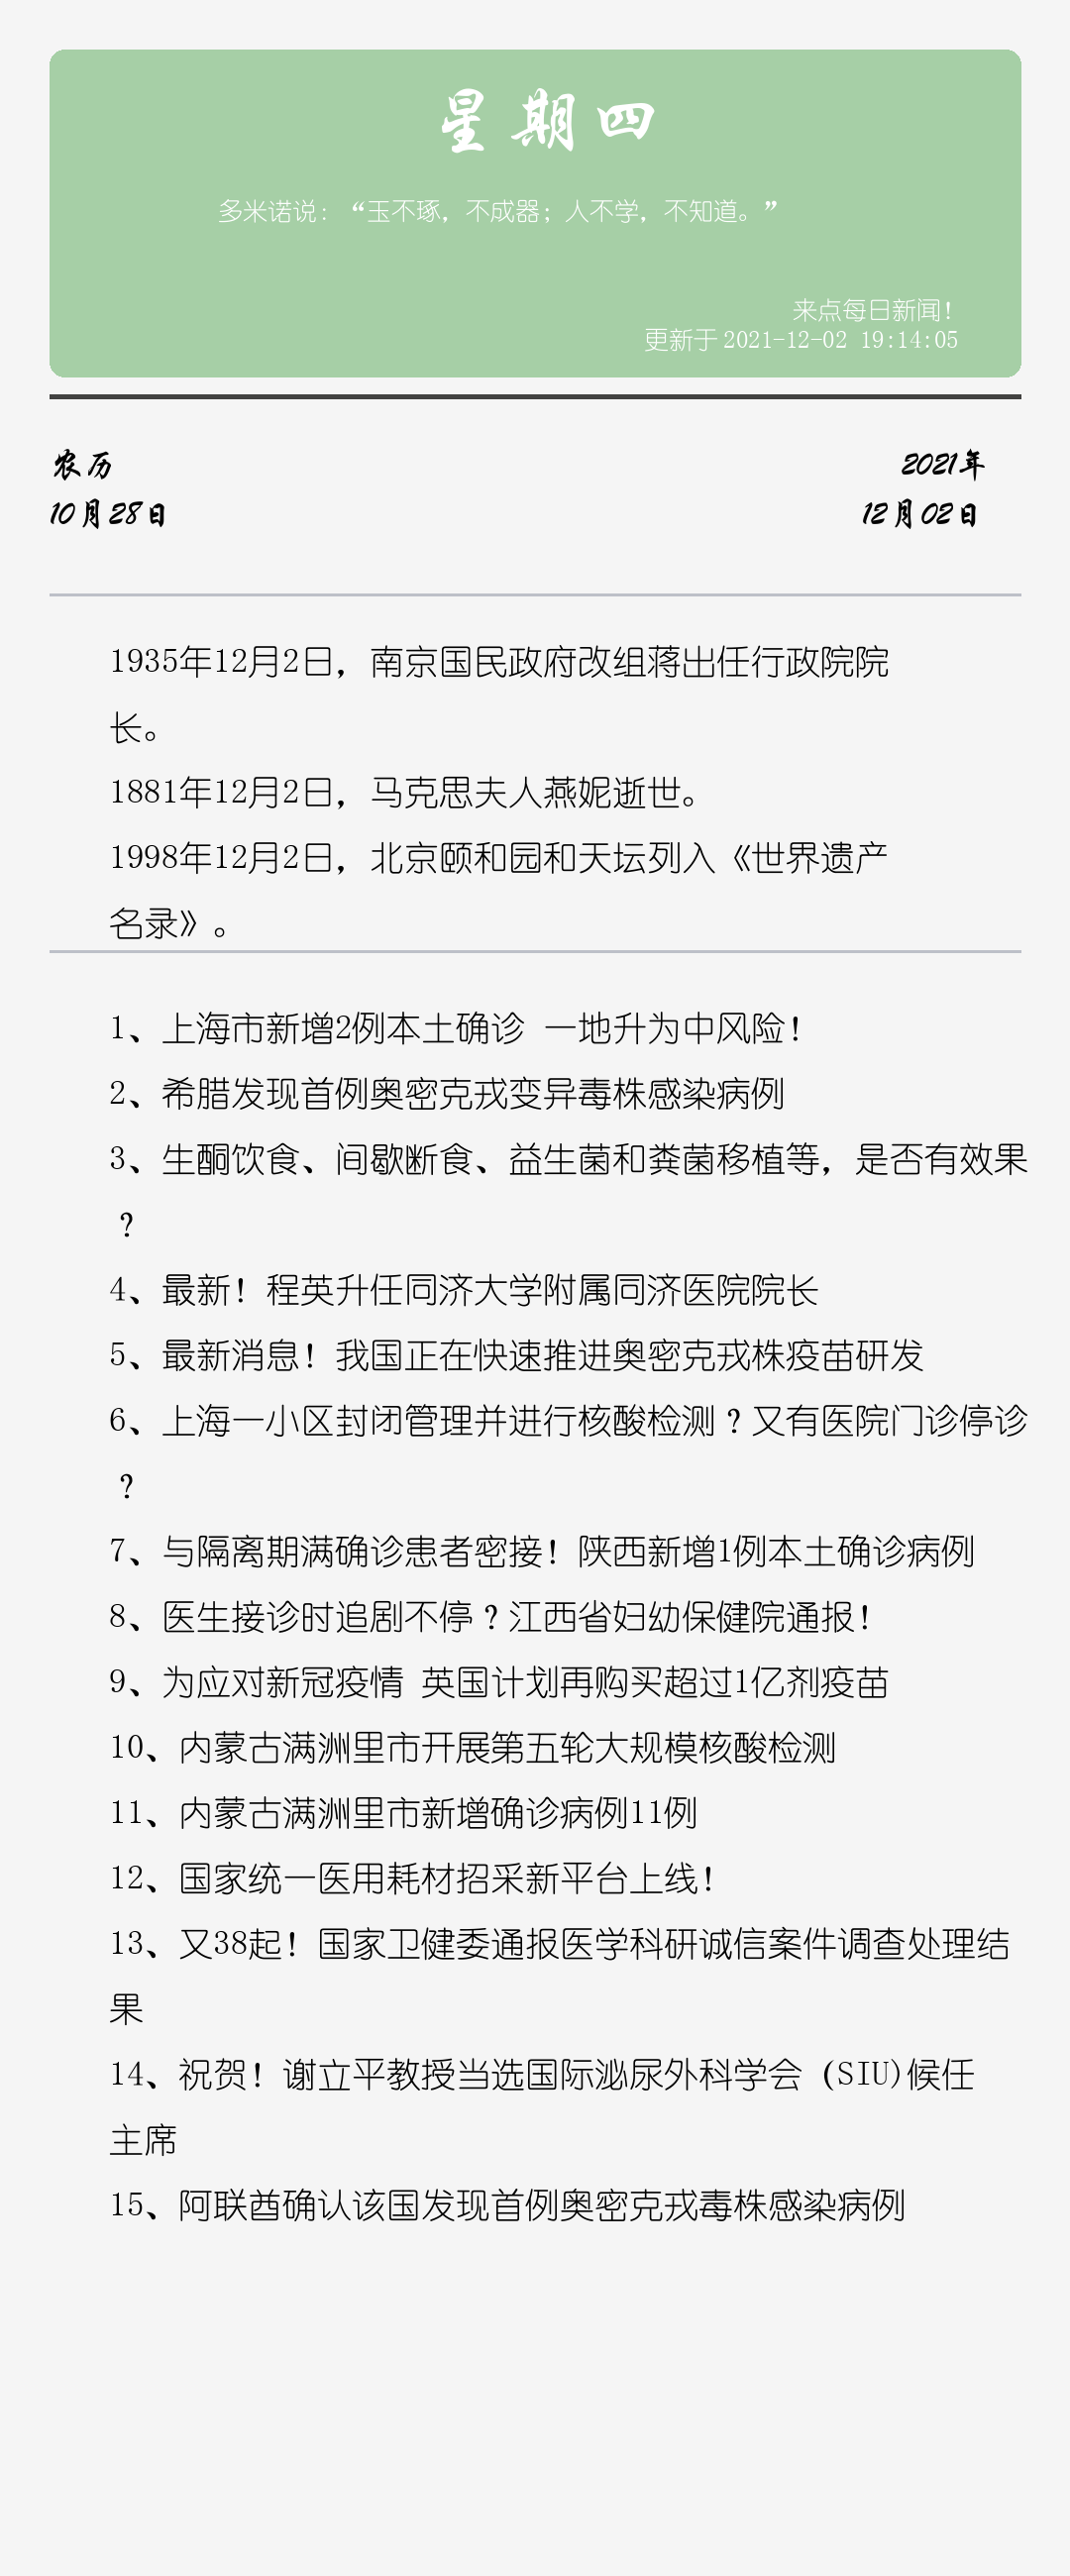 星期四
多米诺说：“玉不琢，不成器；人不学，不知道。”
来点每日新闻！
更新于 2021-12-02 19:14:05
农历
2021年
10月28日
12月02日
1935年12月2日，南京国民政府改组蒋出任行政院院
长。
1881年12月2日，马克思夫人燕妮逝世。
1998年12月2日，北京颐和园和天坛列入《世界遗产
名录》。
1、上海市新增2例本土确诊 一地升为中风险！
2、希腊发现首例奥密克戎变异毒株感染病例
3、生酮饮食、间歇断食、益生菌和粪菌移植等，是否有效果
？
4、最新！程英升任同济大学附属同济医院院长
5、最新消息！我国正在快速推进奥密克戎株疫苗研发
6、上海一小区封闭管理并进行核酸检测？又有医院门诊停诊
？
7、与隔离期满确诊患者密接！陕西新增1例本土确诊病例
8、医生接诊时追剧不停？江西省妇幼保健院通报！
9、为应对新冠疫情 英国计划再购买超过1亿剂疫苗
10、内蒙古满洲里市开展第五轮大规模核酸检测
11、内蒙古满洲里市新增确诊病例11例
12、国家统一医用耗材招采新平台上线！
13、又38起！国家卫健委通报医学科研诚信案件调查处理结
果
14、祝贺！谢立平教授当选国际泌尿外科学会（SIU)候任
主席
15、阿联酋确认该国发现首例奥密克戎毒株感染病例